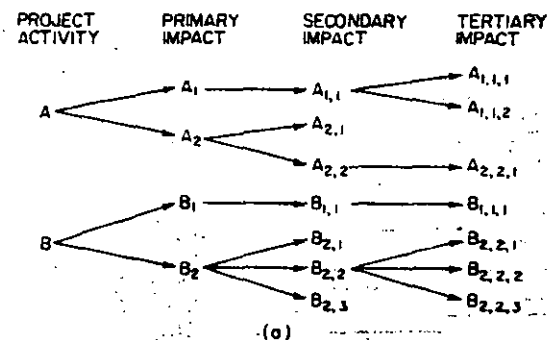 PROJECT ACTIVITY
PRIMARY IMPACT
SECONDARY IMPACT
TERTIARY IMPACT
A₁
A₁,₁
A₁,₁,₁
A
A₁,₁,₂
A₂
A₂,₁
A₂,₂
A₂,₂,₁
B₁
B₁,₁
B₁,₁,₁
B
B₂
B₂,₁
B₂,₂,₁
B₂,₂
B₂,₂,₂
B₂,₃
B₂,₂,₃
(a)